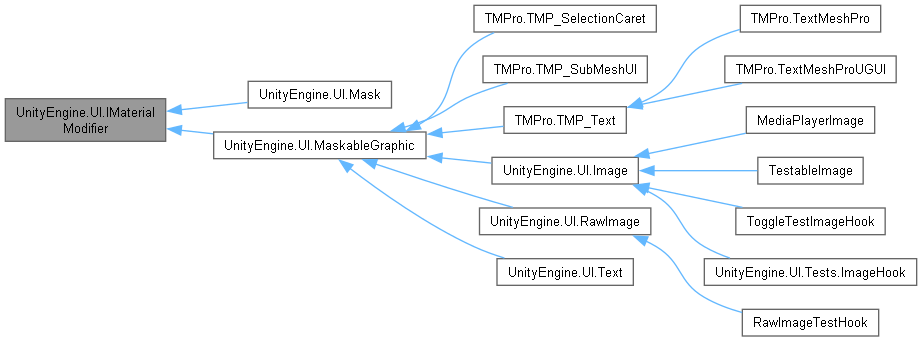 UnityEngine.UI.IMaterial
Modifier
UnityEngine.UI.Mask
UnityEngine.UI.MaskableGraphic
TMPro.TMP_SelectionCaret
TMPro.TMP_SubMeshUI
TMPro.TMP_Text
UnityEngine.UI.Image
UnityEngine.UI.RawImage
UnityEngine.UI.Text
TMPro.TextMeshPro
TMPro.TextMeshProUGUI
MediaPlayerImage
TestableImage
ToggleTestImageHook
UnityEngine.UI.Tests.ImageHook
RawImageTestHook